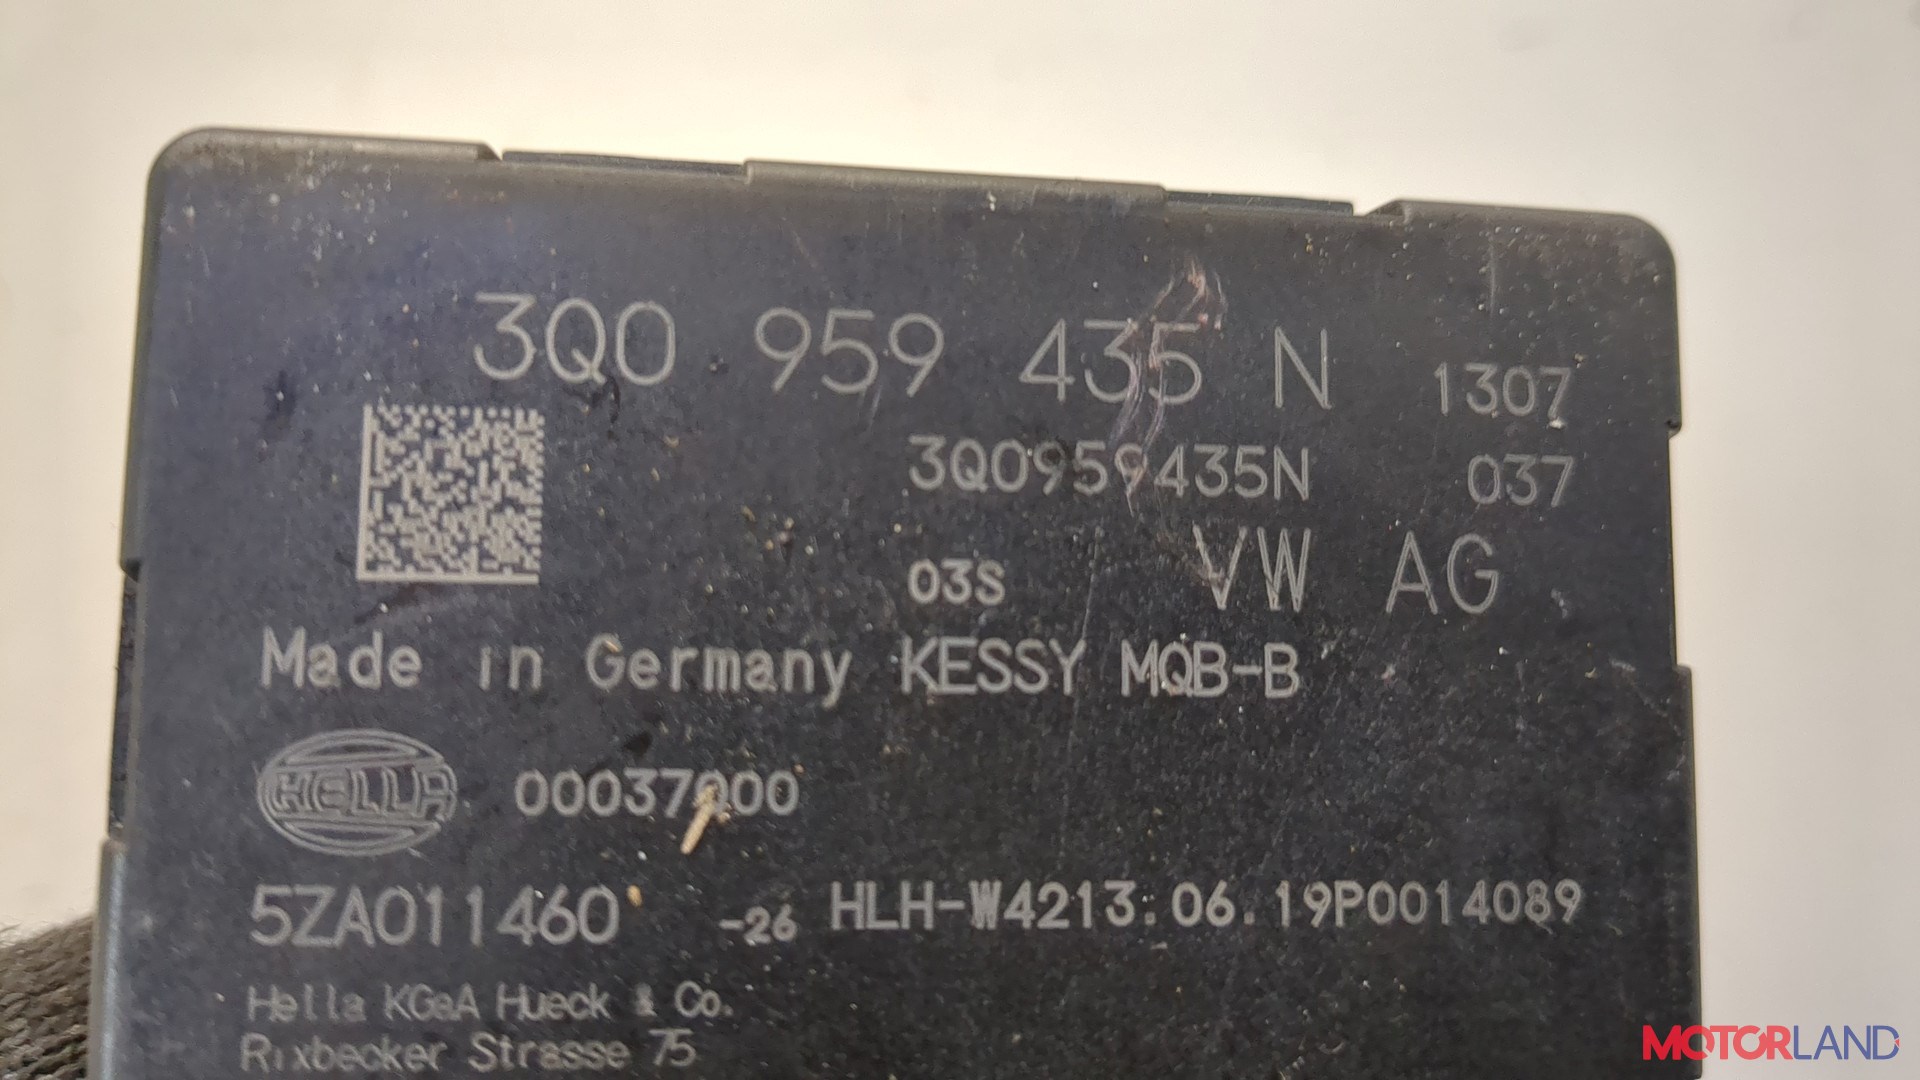 3Q0 959 435 N 1307
3Q0959435N 037
03S VW AG
Made in Germany KESSY MQB-B
HELLA 00037000
5ZA011460 -26 HLH-W4213.06.19P0014089
Hella KGaA Hueck & Co.
Rixbecker Strasse 75
MOTORLAND